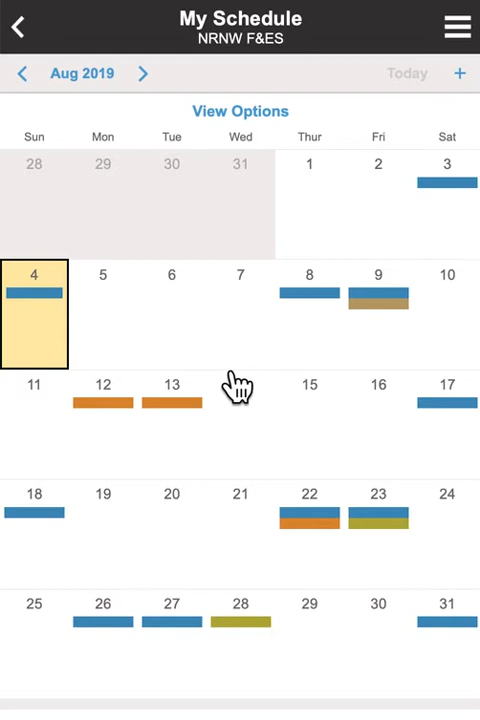 My Schedule
NRNW F&ES
Aug 2019 Today +
View Options
Sun Mon Tue Wed Thur Fri Sat
28 29 30 31 1 2 3
4 5 6 7 8 9 10
11 12 13 15 16 17
18 19 20 21 22 23 24
25 26 27 28 29 30 31